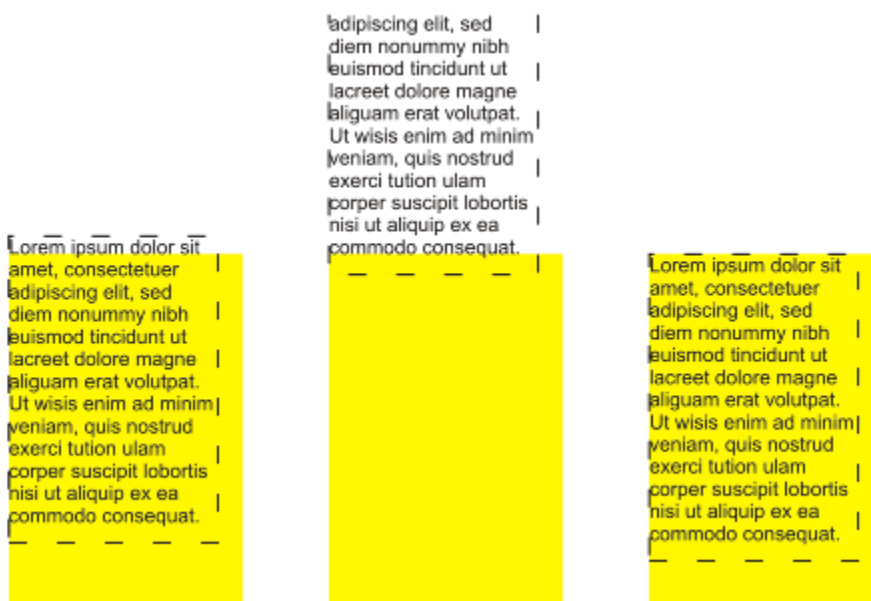 Lorem ipsum dolor sit
amet, consectetuer
adipiscing elit, sed
diem nonummy nibh
euismod tincidunt ut
lacreet dolore magne
aliguam erat volutpat.
Ut wisis enim ad minim
veniam, quis nostrud
exerci tution ulam
corper suscipit lobortis
nisi ut aliquip ex ea
commodo consequat.
adipiscing elit, sed
diem nonummy nibh
euismod tincidunt ut
lacreet dolore magne
aliguam erat volutpat.
Ut wisis enim ad minim
veniam, quis nostrud
exerci tution ulam
corper suscipit lobortis
nisi ut aliquip ex ea
commodo consequat.
Lorem ipsum dolor sit
amet, consectetuer
adipiscing elit, sed
diem nonummy nibh
euismod tincidunt ut
lacreet dolore magne
aliguam erat volutpat.
Ut wisis enim ad minim
veniam, quis nostrud
exerci tution ulam
corper suscipit lobortis
nisi ut aliquip ex ea
commodo consequat.